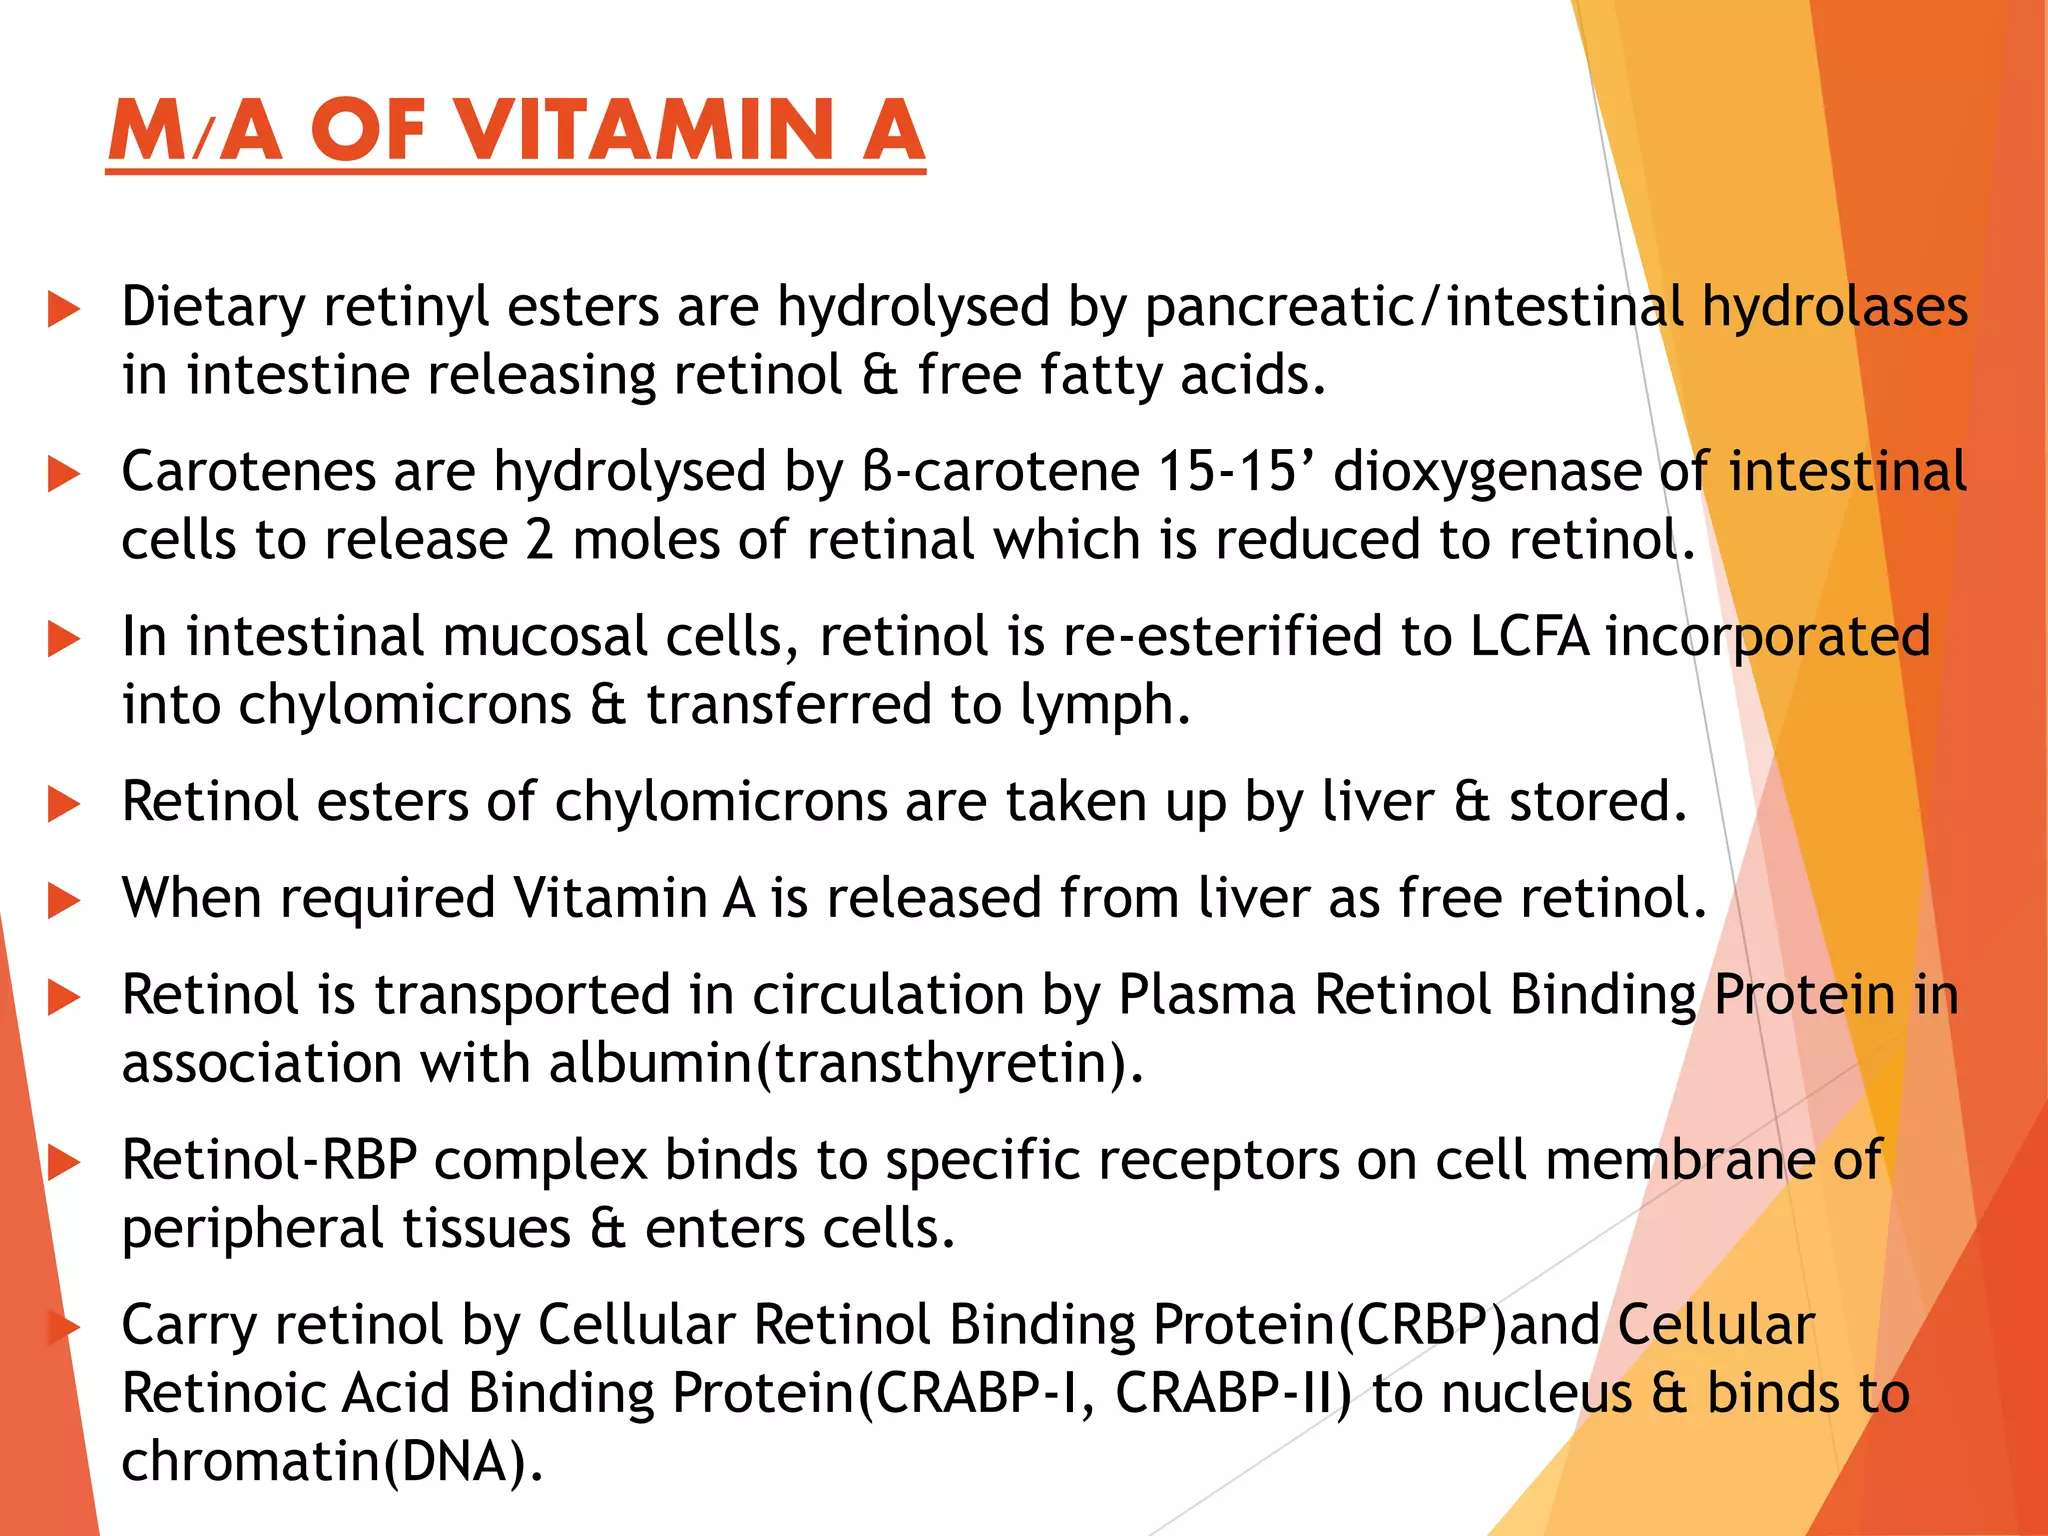 M/A OF VITAMIN A
Dietary retinyl esters are hydrolysed by pancreatic/intestinal hydrolases
in intestine releasing retinol & free fatty acids.
Carotenes are hydrolysed by β-carotene 15-15’ dioxygenase of intestinal
cells to release 2 moles of retinal which is reduced to retinol.
In intestinal mucosal cells, retinol is re-esterified to LCFA incorporated
into chylomicrons & transferred to lymph.
Retinol esters of chylomicrons are taken up by liver & stored.
When required Vitamin A is released from liver as free retinol.
Retinol is transported in circulation by Plasma Retinol Binding Protein in
association with albumin(transthyretin).
Retinol-RBP complex binds to specific receptors on cell membrane of
peripheral tissues & enters cells.
Carry retinol by Cellular Retinol Binding Protein(CRBP)and Cellular
Retinoic Acid Binding Protein(CRABP-I, CRABP-II) to nucleus & binds to
chromatin(DNA).